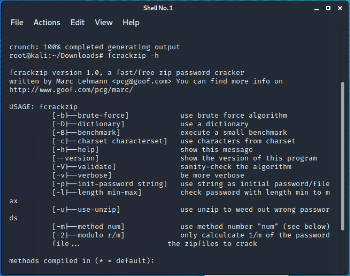 Shell No.1
File Actions Edit View Help
crunch: 100% completed generating output
root@kali:~/Downloads# fcrackzip -h
fcrackzip version 1.0, a fast/free zip password cracker
written by Marc Lehmann <pcg@goof.com> You can find more info on
http://www.goof.com/pcg/marc/
USAGE: fcrackzip
[-b|--brute-force] use brute force algorithm
[-D|--dictionary] use a dictionary
[-B|--benchmark] execute a small benchmark
[-c|--charset characterset] use characters from charset
[-h|--help] show this message
[--version] show the version of this program
[-V|--validate] sanity-check the algorithm
[-v|--verbose] be more verbose
[-p|--init-password string] use string as initial password/file
[-l|--length min-max] check password with length min to m
ax
[-u|--use-unzip] use unzip to weed out wrong passwor
ds
[-m|--method num] use method number "num" (see below)
[-2|--modulo r/m] only calculcate 1/m of the password
file... the zipfiles to crack
methods compiled in (* = default):